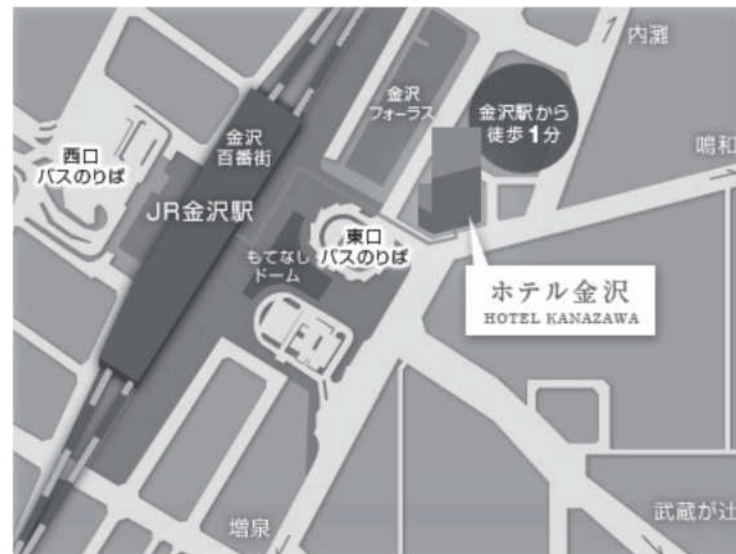 内灘
金沢
フォーラス
金沢駅から
徒歩1分
鳴和
金沢
百番街
西口
バスのりば
JR金沢駅
東口
バスのりば
もてなし
ドーム
ホテル金沢
HOTEL KANAZAWA
武蔵が辻
増泉